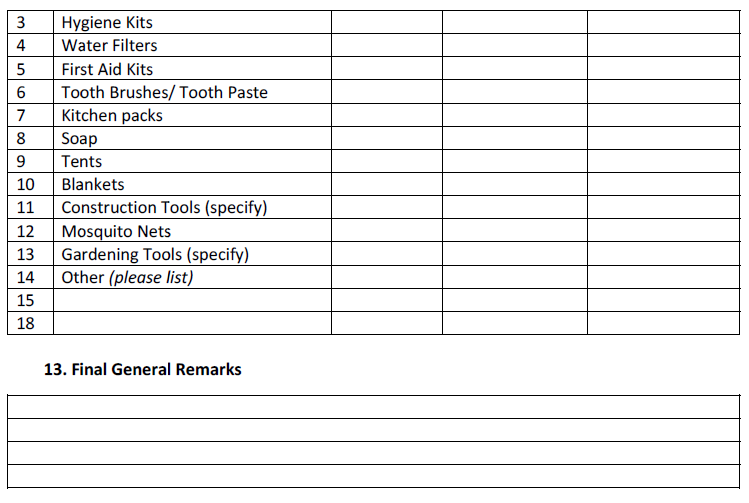 3 Hygiene Kits
4 Water Filters
5 First Aid Kits
6 Tooth Brushes/ Tooth Paste
7 Kitchen packs
8 Soap
9 Tents
10 Blankets
11 Construction Tools (specify)
12 Mosquito Nets
13 Gardening Tools (specify)
14 Other (please list)
15
18
13. Final General Remarks